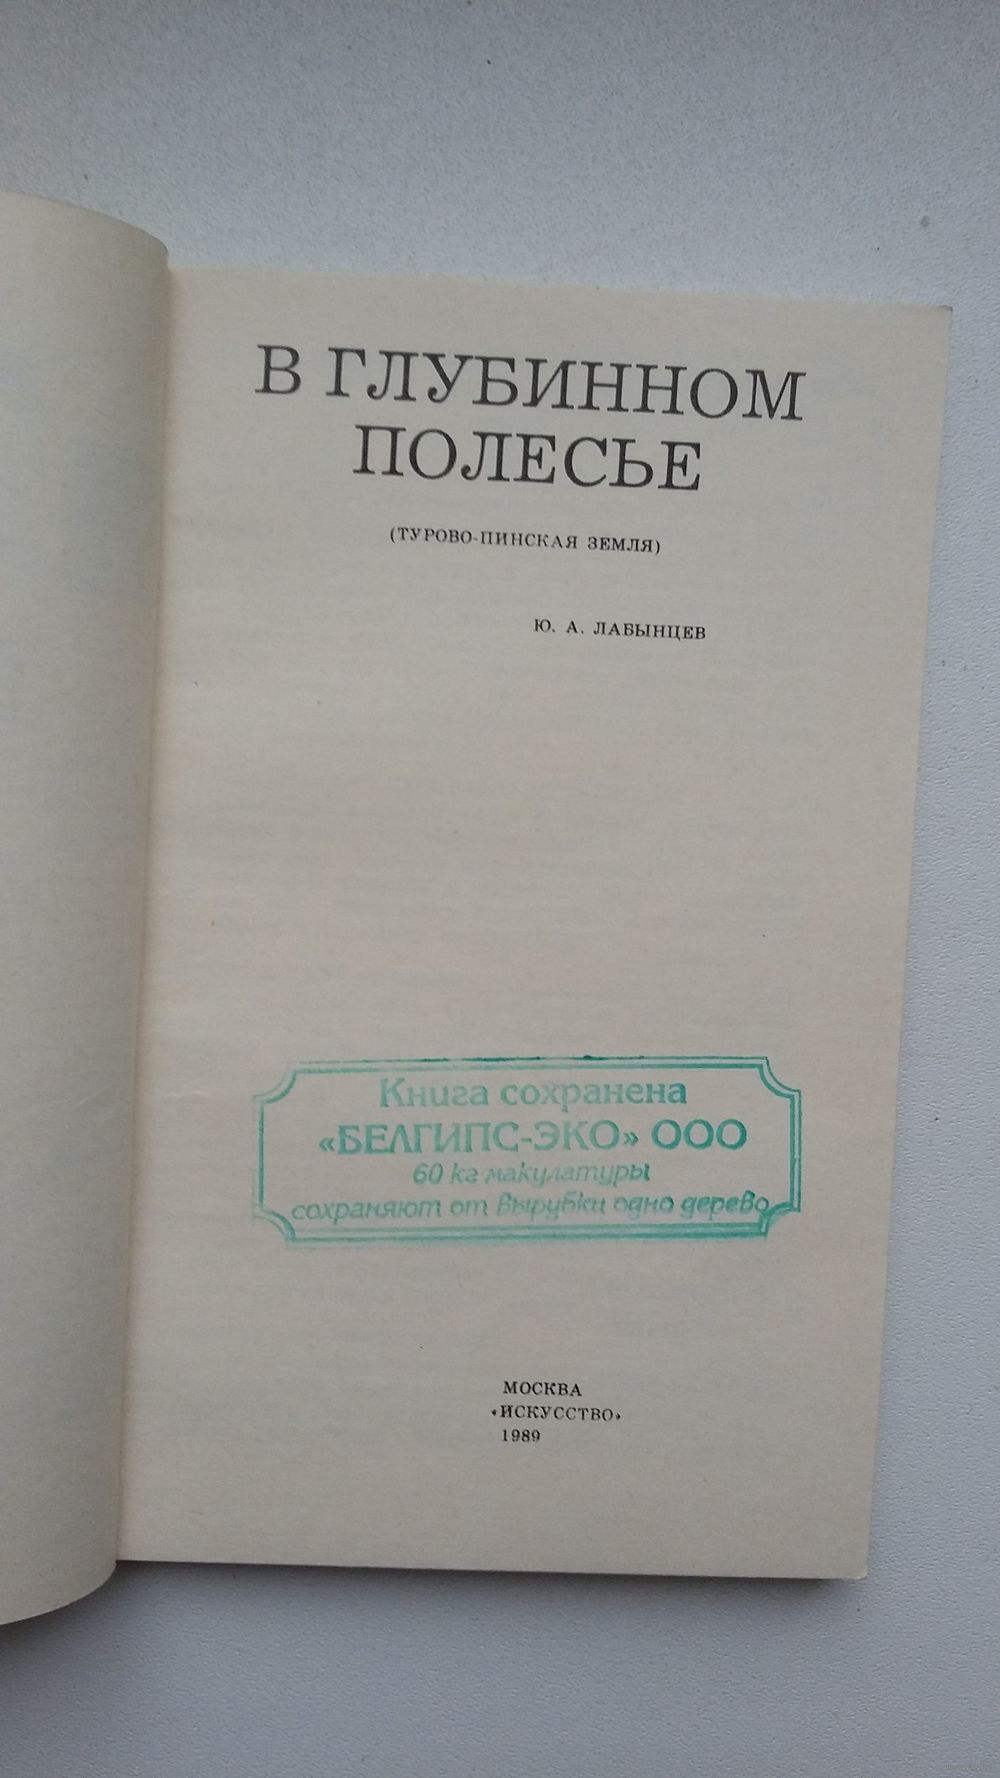 В ГЛУБИННОМ
ПОЛЕСЬЕ
(ТУРОВО-ПИНСКАЯ ЗЕМЛЯ)
Ю. А. ЛАБЫНЦЕВ
Книга сохранена
«БЕЛГИПС-ЭКО» ООО
60 кг макулатуры
сохраняют от вырубки одно дерево
МОСКВА
«ИСКУССТВО»
1989